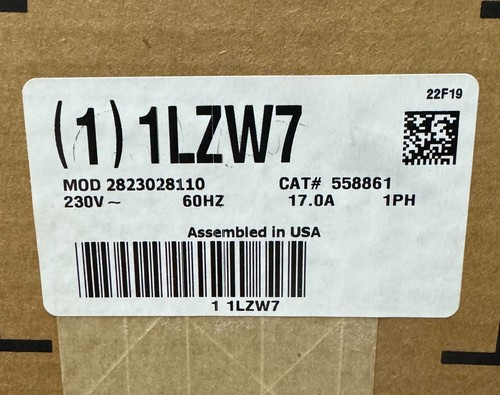 22F19
(1) 1LZW7
MOD 2823028110 CAT# 558861
230V~ 60HZ 17.0A 1PH
Assembled in USA
1 1LZW7